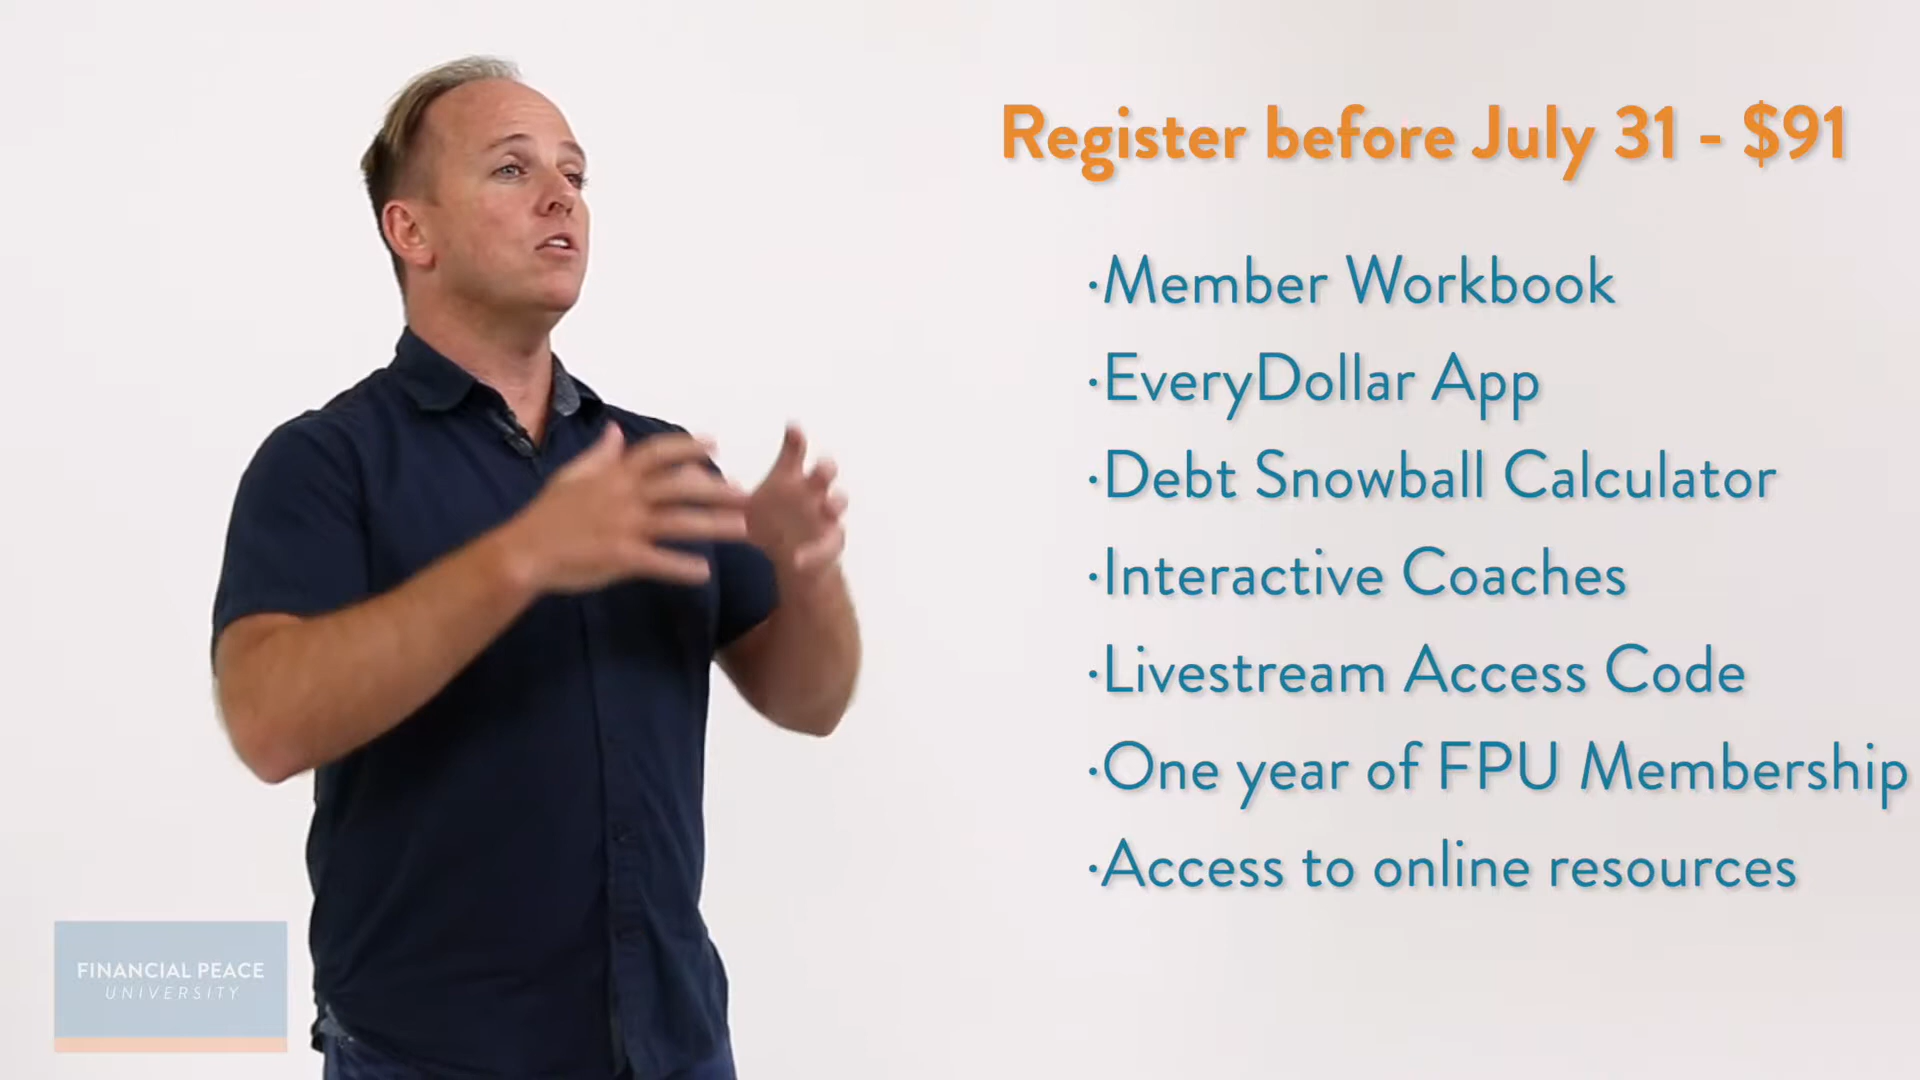 Register before July 31 - $91
·Member Workbook
·EveryDollar App
·Debt Snowball Calculator
·Interactive Coaches
·Livestream Access Code
·One year of FPU Membership
·Access to online resources
FINANCIAL PEACE
UNIVERSITY